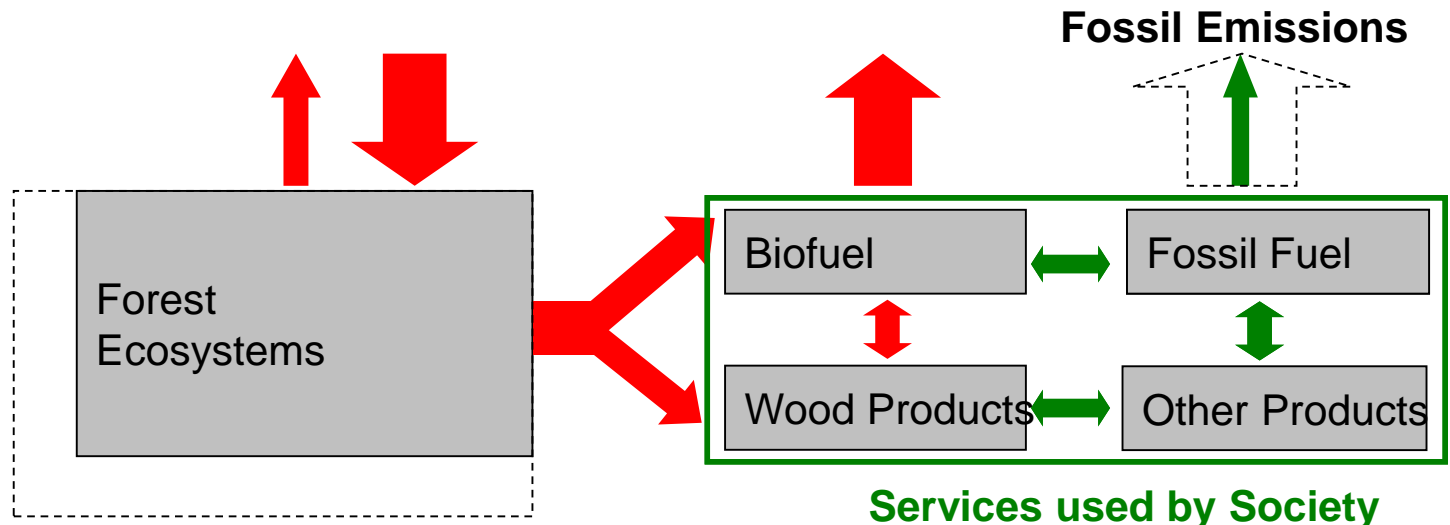 Fossil Emissions
Forest
Ecosystems
Biofuel
Fossil Fuel
Wood Products
Other Products
Services used by Society